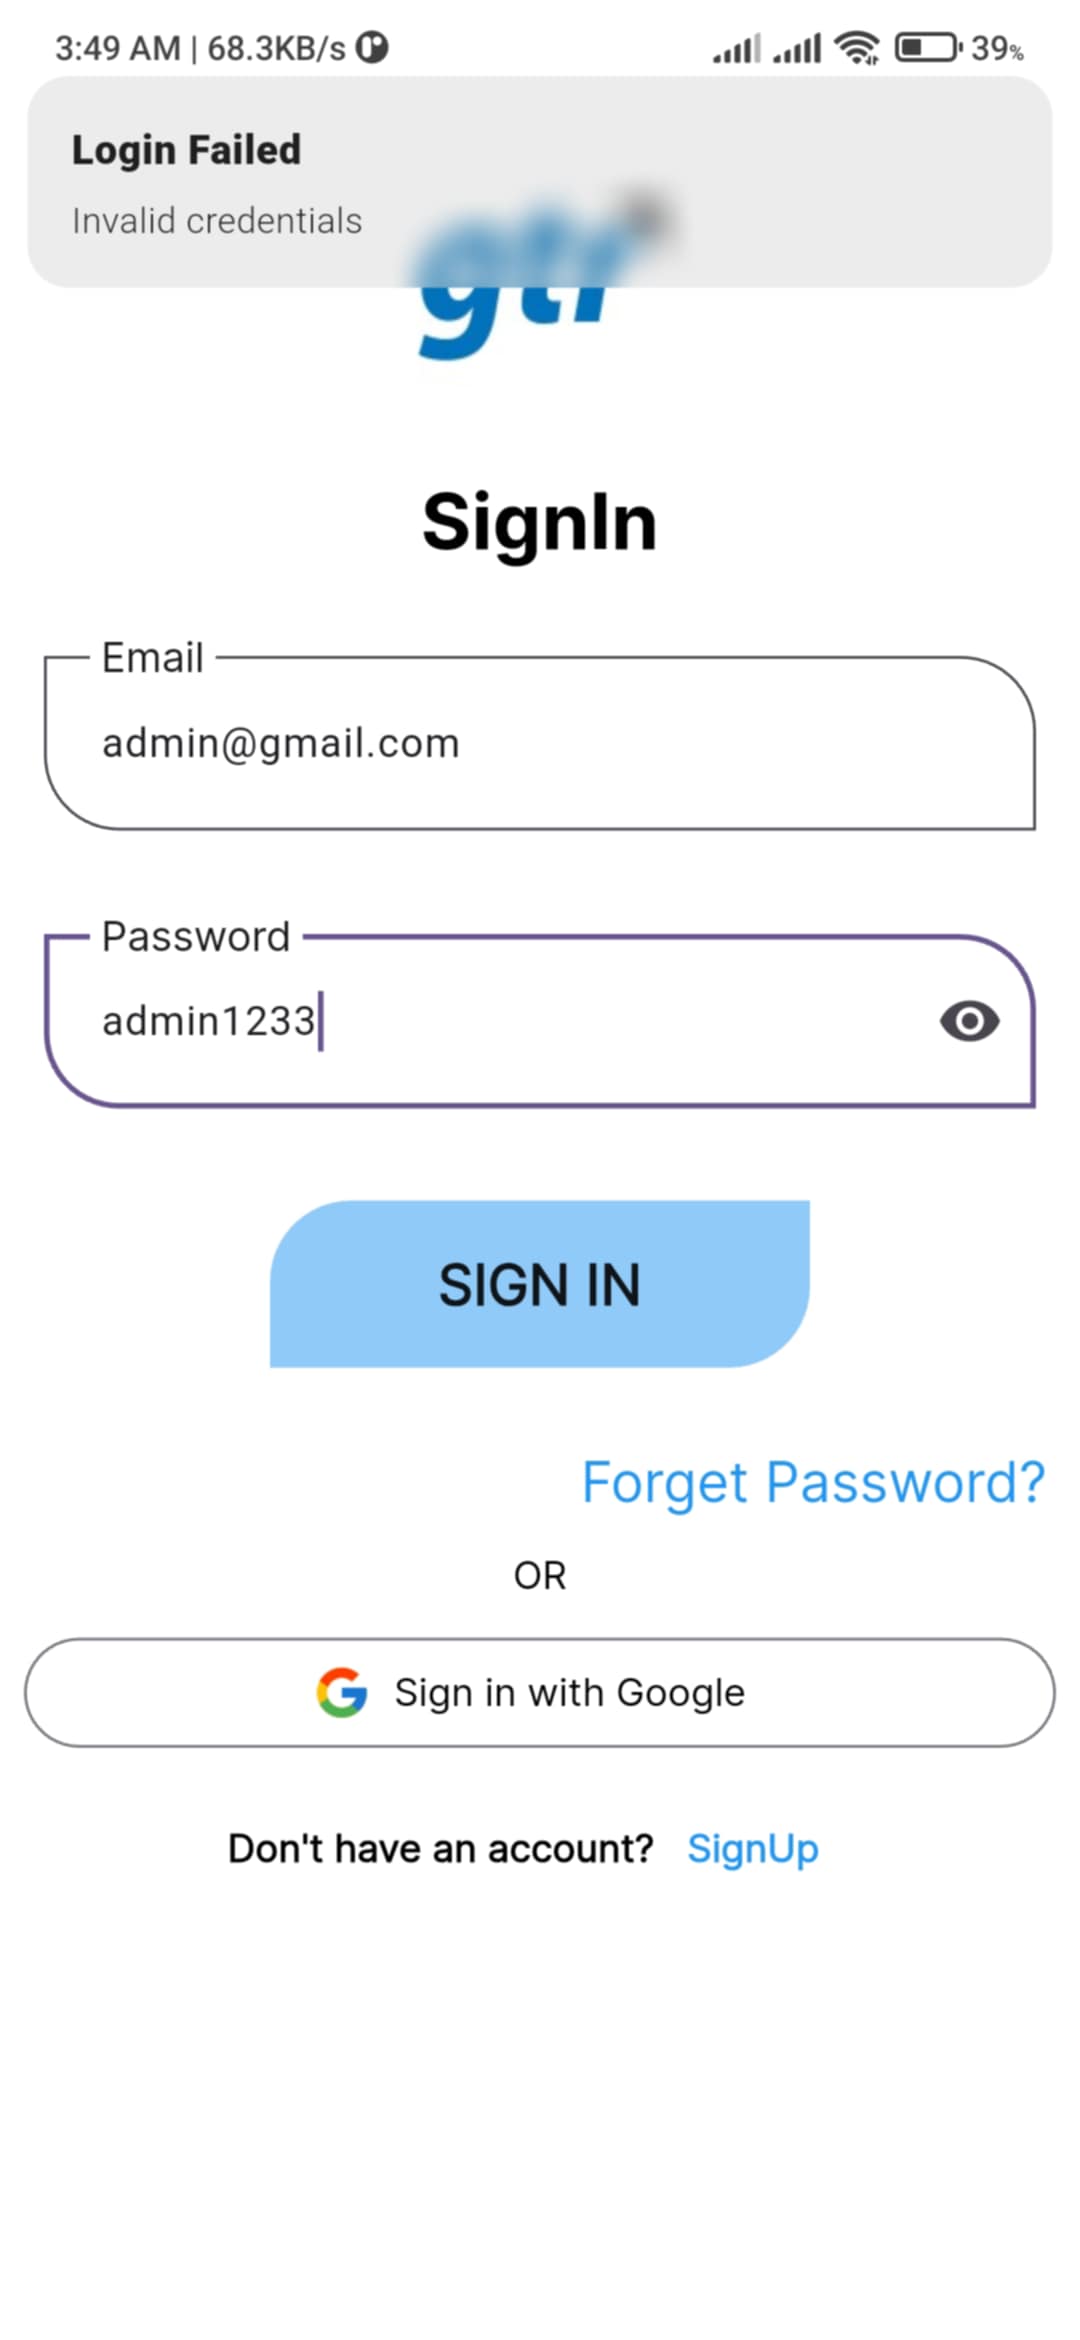 3:49 AM | 68.3KB/s 39%
Login Failed
Invalid credentials
gtr
SignIn
Email
admin@gmail.com
Password
admin1233
SIGN IN
Forget Password?
OR
G Sign in with Google
Don't have an account? SignUp